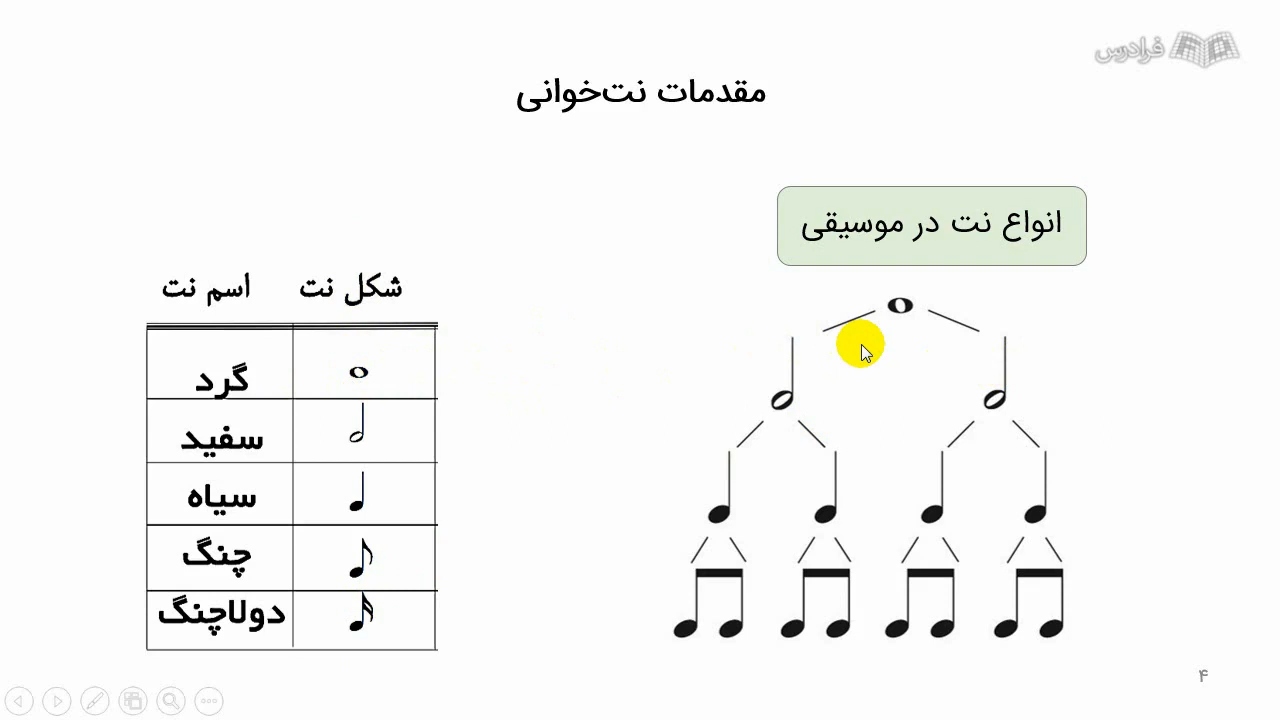 فرادرس
مقدمات نت‌خوانی
انواع نت در موسیقی
شکل نت اسم نت
گرد
سفید
سیاه
چنگ
دولاچنگ
۴